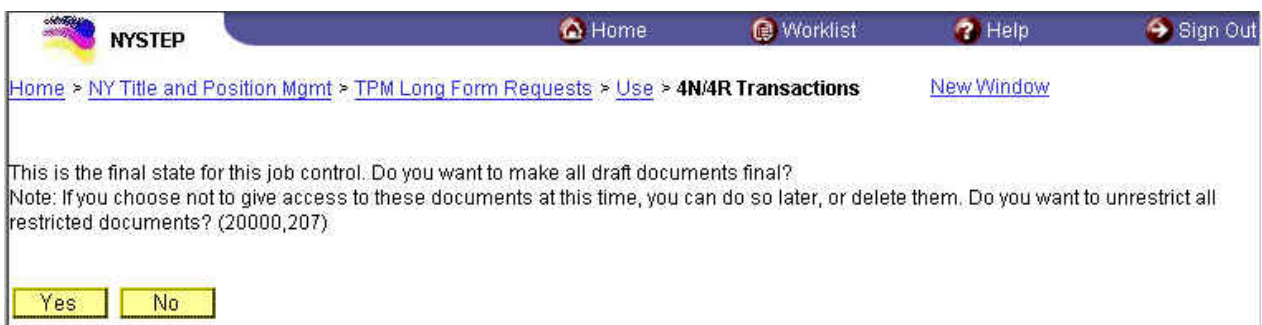 NYSTEP
Home
Worklist
Help
Sign Out
Home > NY Title and Position Mgmt > TPM Long Form Requests > Use > 4N/4R Transactions
New Window
This is the final state for this job control. Do you want to make all draft documents final?
Note: If you choose not to give access to these documents at this time, you can do so later, or delete them. Do you want to unrestrict all
restricted documents? (20000,207)
Yes
No